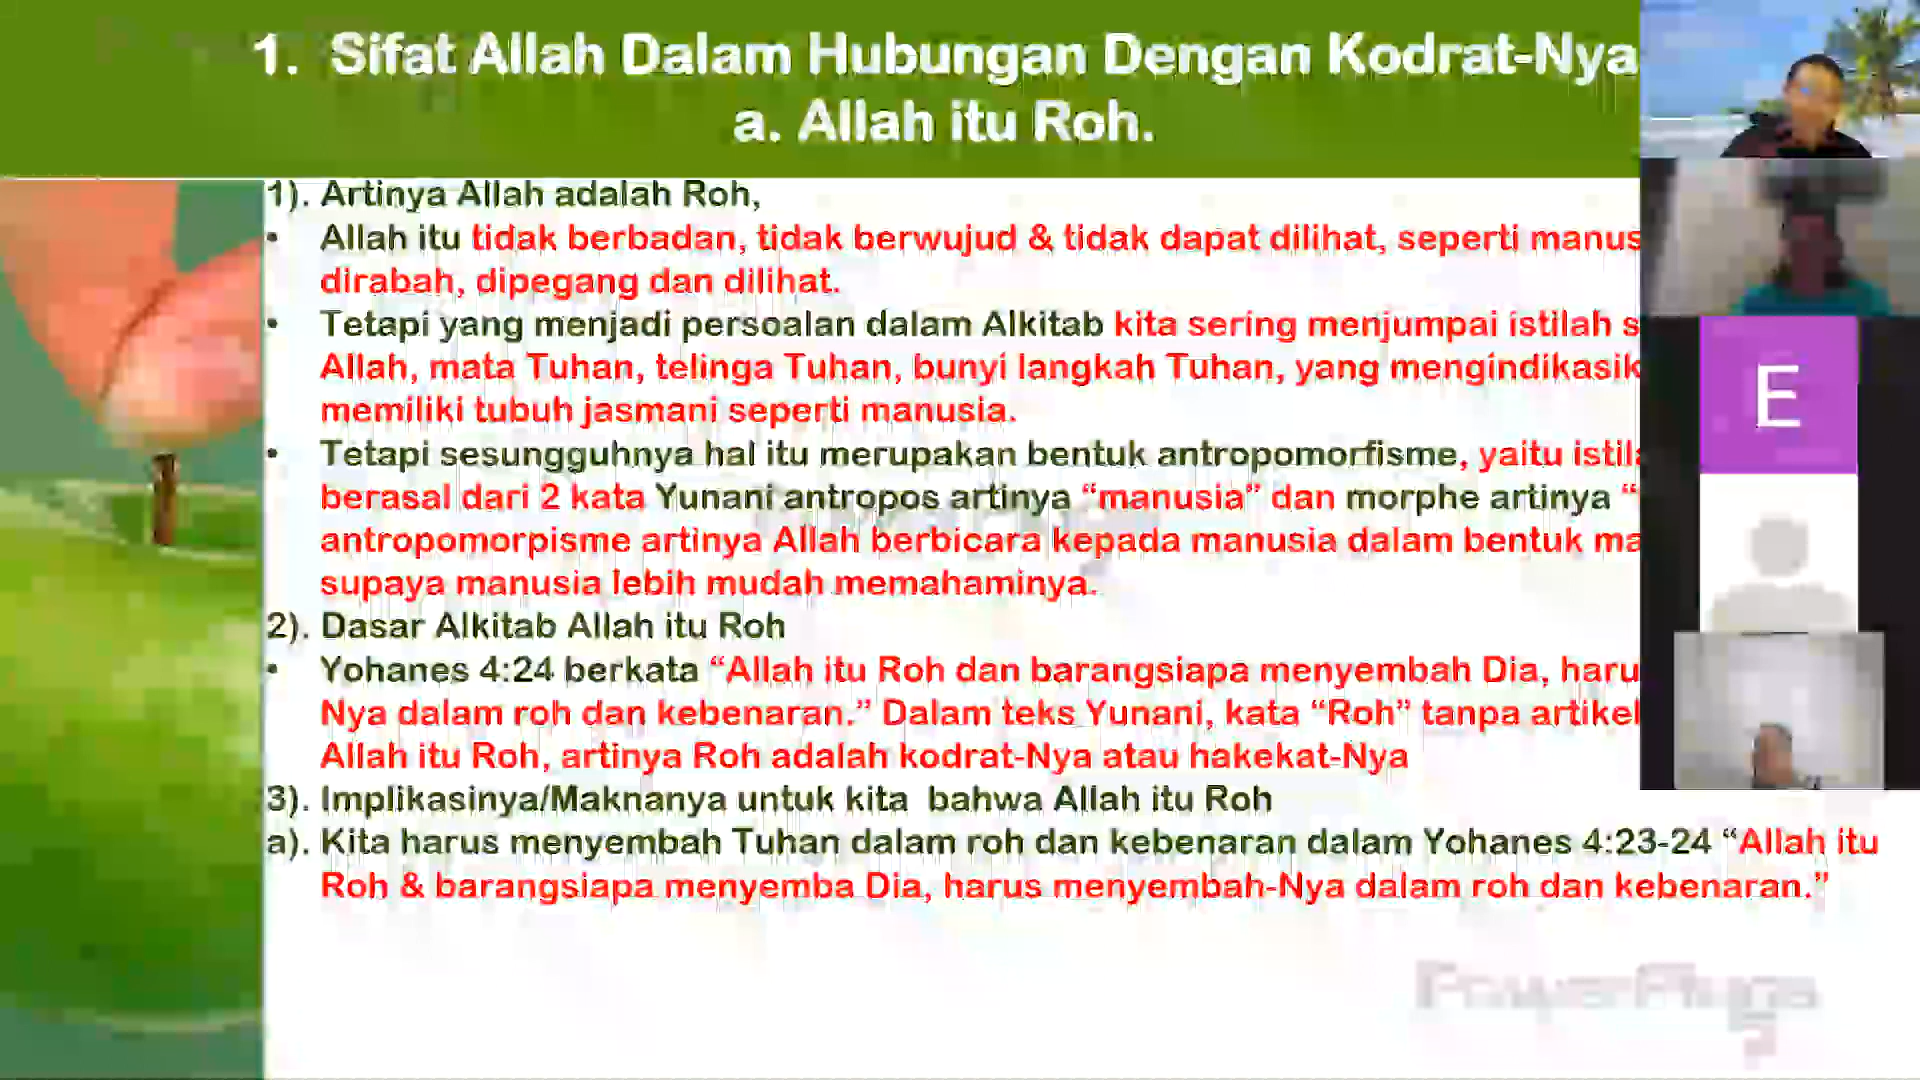 1. Sifat Allah Dalam Hubungan Dengan Kodrat-Nya
a. Allah itu Roh.
1). Artinya Allah adalah Roh,
• Allah itu tidak berbadan, tidak berwujud & tidak dapat dilihat, seperti manus
dirabah, dipegang dan dilihat.
• Tetapi yang menjadi persoalan dalam Alkitab kita sering menjumpai istilah s
Allah, mata Tuhan, telinga Tuhan, bunyi langkah Tuhan, yang mengindikasik
memiliki tubuh jasmani seperti manusia.
• Tetapi sesungguhnya hal itu merupakan bentuk antropomorfisme, yaitu istila
berasal dari 2 kata Yunani antropos artinya “manusia” dan morphe artinya “
antropomorpisme artinya Allah berbicara kepada manusia dalam bentuk ma
supaya manusia lebih mudah memahaminya.
2). Dasar Alkitab Allah itu Roh
• Yohanes 4:24 berkata “Allah itu Roh dan barangsiapa menyembah Dia, haru
Nya dalam roh dan kebenaran.” Dalam teks Yunani, kata “Roh” tanpa artikel
Allah itu Roh, artinya Roh adalah kodrat-Nya atau hakekat-Nya
3). Implikasinya/Maknanya untuk kita bahwa Allah itu Roh
a). Kita harus menyembah Tuhan dalam roh dan kebenaran dalam Yohanes 4:23-24 “Allah itu
Roh & barangsiapa menyemba Dia, harus menyembah-Nya dalam roh dan kebenaran.”
E
PowerPlugs